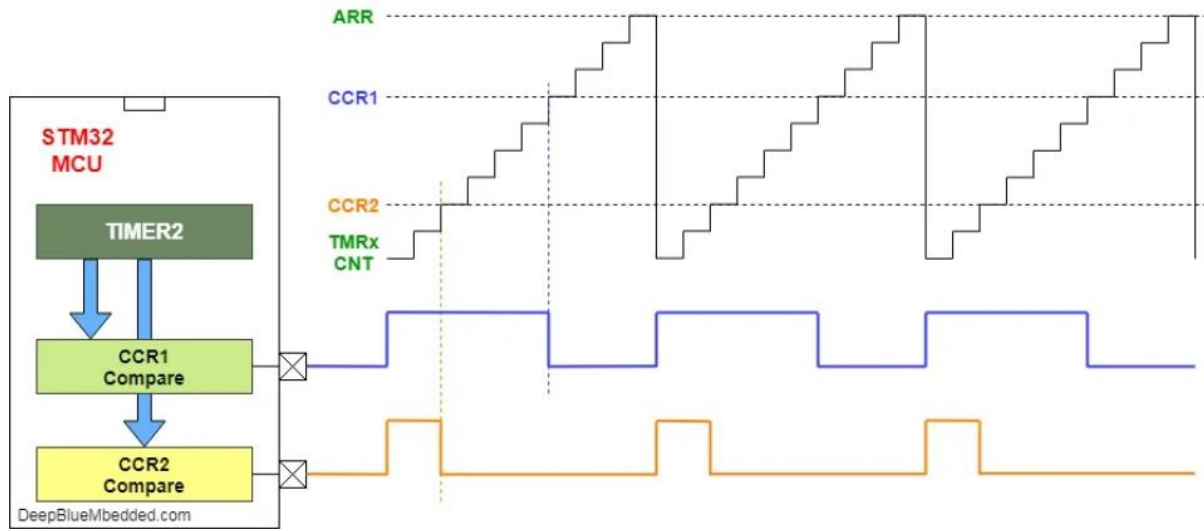 ARR
CCR1
STM32
MCU
CCR2
TIMER2
TMRx
CNT
CCR1
Compare
CCR2
Compare
DeepBlueMbedded.com